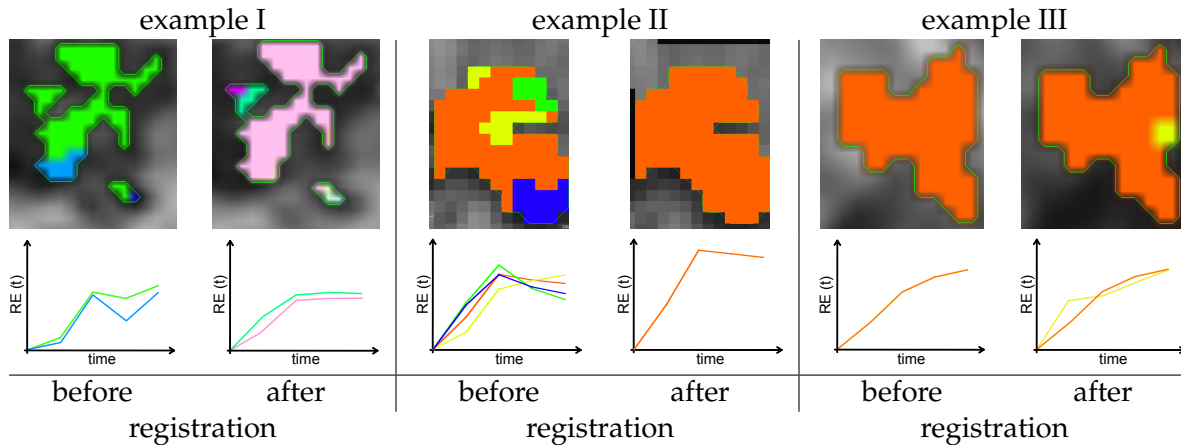 example I example II example III
RE (t) RE (t) RE (t) RE (t) RE (t) RE (t)
time time time time time time
before after before after before after
registration registration registration